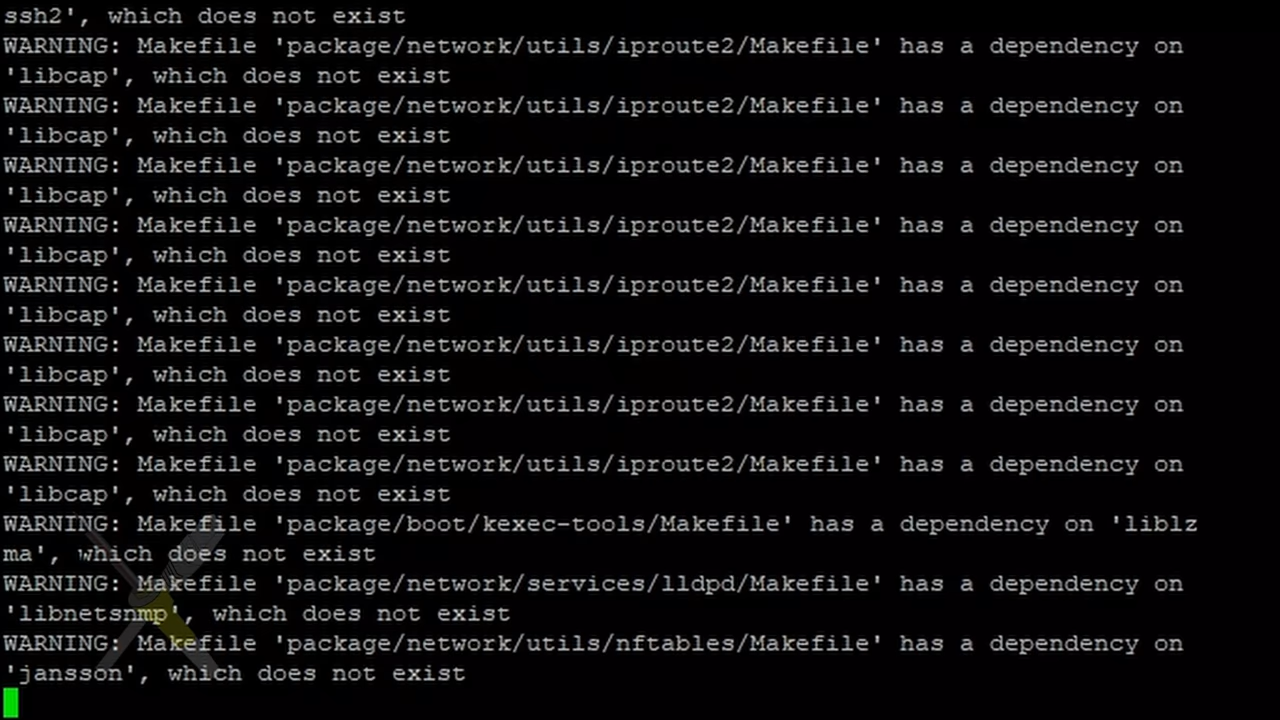 ssh2', which does not exist
WARNING: Makefile 'package/network/utils/iproute2/Makefile' has a dependency on
'libcap', which does not exist
WARNING: Makefile 'package/network/utils/iproute2/Makefile' has a dependency on
'libcap', which does not exist
WARNING: Makefile 'package/network/utils/iproute2/Makefile' has a dependency on
'libcap', which does not exist
WARNING: Makefile 'package/network/utils/iproute2/Makefile' has a dependency on
'libcap', which does not exist
WARNING: Makefile 'package/network/utils/iproute2/Makefile' has a dependency on
'libcap', which does not exist
WARNING: Makefile 'package/network/utils/iproute2/Makefile' has a dependency on
'libcap', which does not exist
WARNING: Makefile 'package/network/utils/iproute2/Makefile' has a dependency on
'libcap', which does not exist
WARNING: Makefile 'package/network/utils/iproute2/Makefile' has a dependency on
'libcap', which does not exist
WARNING: Makefile 'package/boot/kexec-tools/Makefile' has a dependency on 'liblz
ma', which does not exist
WARNING: Makefile 'package/network/services/lldpd/Makefile' has a dependency on
'libnetsnmp', which does not exist
WARNING: Makefile 'package/network/utils/nftables/Makefile' has a dependency on
'jansson', which does not exist